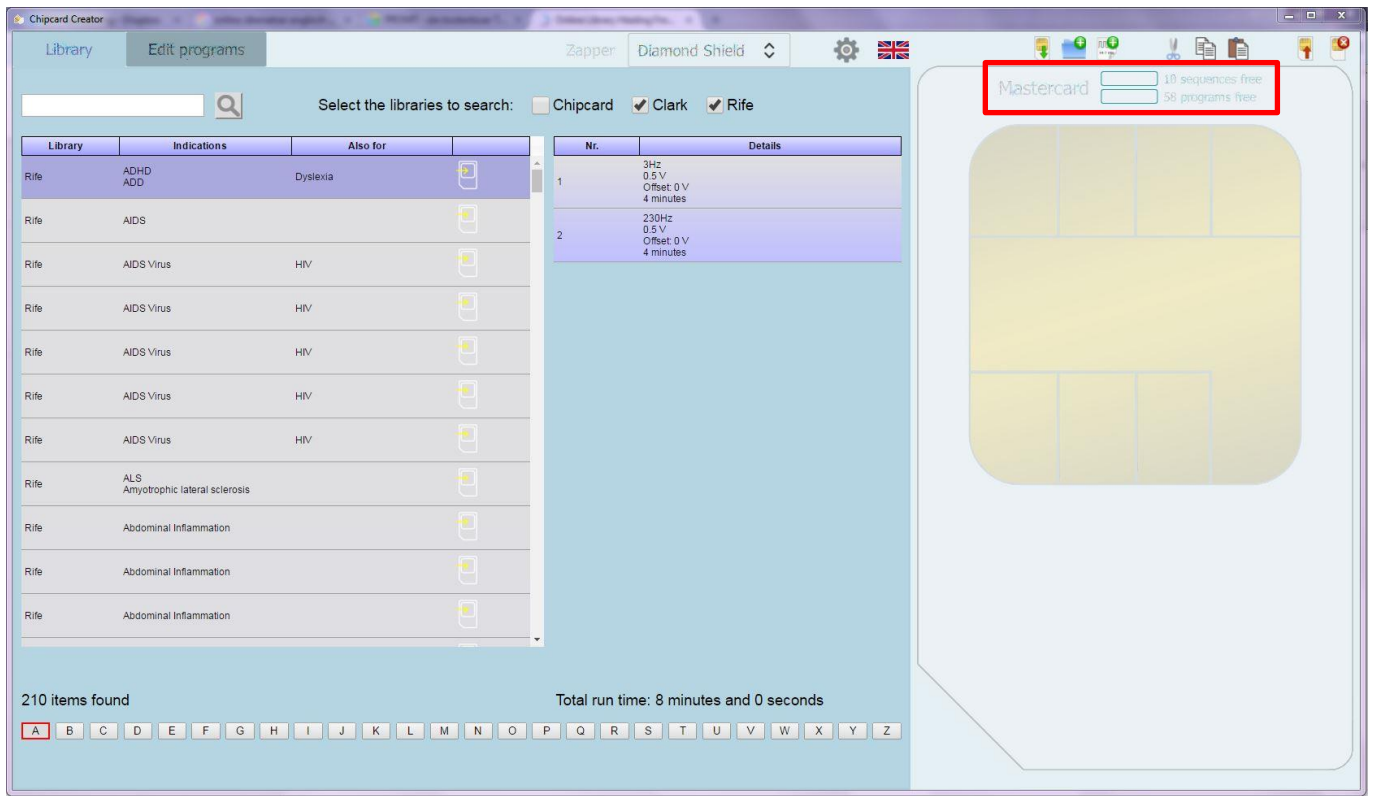 Chipcard Creator
Library Edit programs Zapper Diamond Shield
Select the libraries to search: Chipcard Clark Rife
Mastercard 10 sequences free
58 programs free
Library Indications Also for
Rife ADHD ADD Dyslexia
Rife AIDS
Rife AIDS Virus HIV
Rife AIDS Virus HIV
Rife AIDS Virus HIV
Rife AIDS Virus HIV
Rife AIDS Virus HIV
Rife ALS Amyotrophic lateral sclerosis
Rife Abdominal Inflammation
Rife Abdominal Inflammation
Rife Abdominal Inflammation
Nr. Details
1 3Hz
0.5 V
Offset: 0 V
4 minutes
2 230Hz
0.5 V
Offset: 0 V
4 minutes
210 items found
Total run time: 8 minutes and 0 seconds
A B C D E F G H I J K L M N O P Q R S T U V W X Y Z